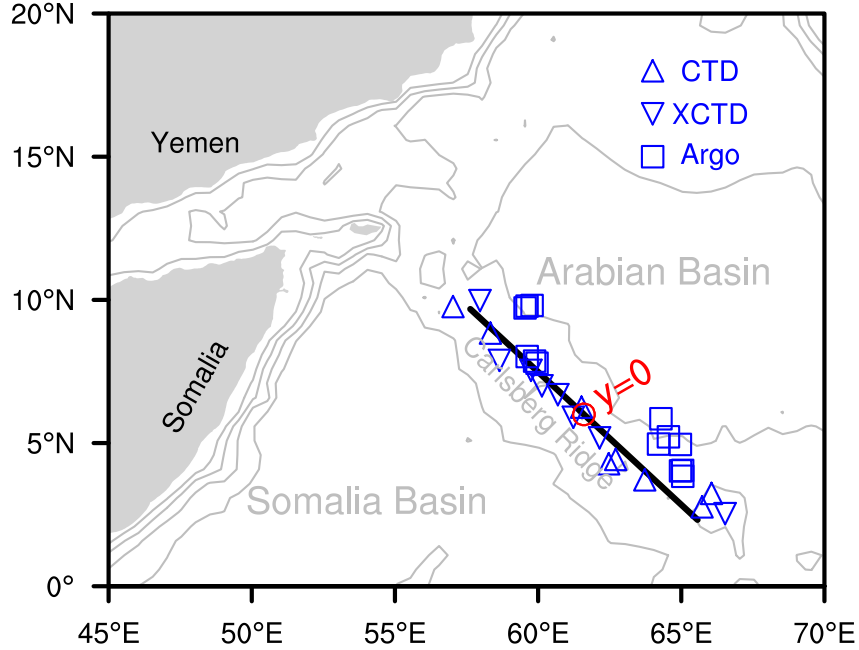 20°N
CTD
XCTD
Yemen
15°N
Argo
Arabian Basin
10°N
Somalia
Carlsberg Ridge
y=0
5°N
Somalia Basin
0°
45°E 50°E 55°E 60°E 65°E 70°E